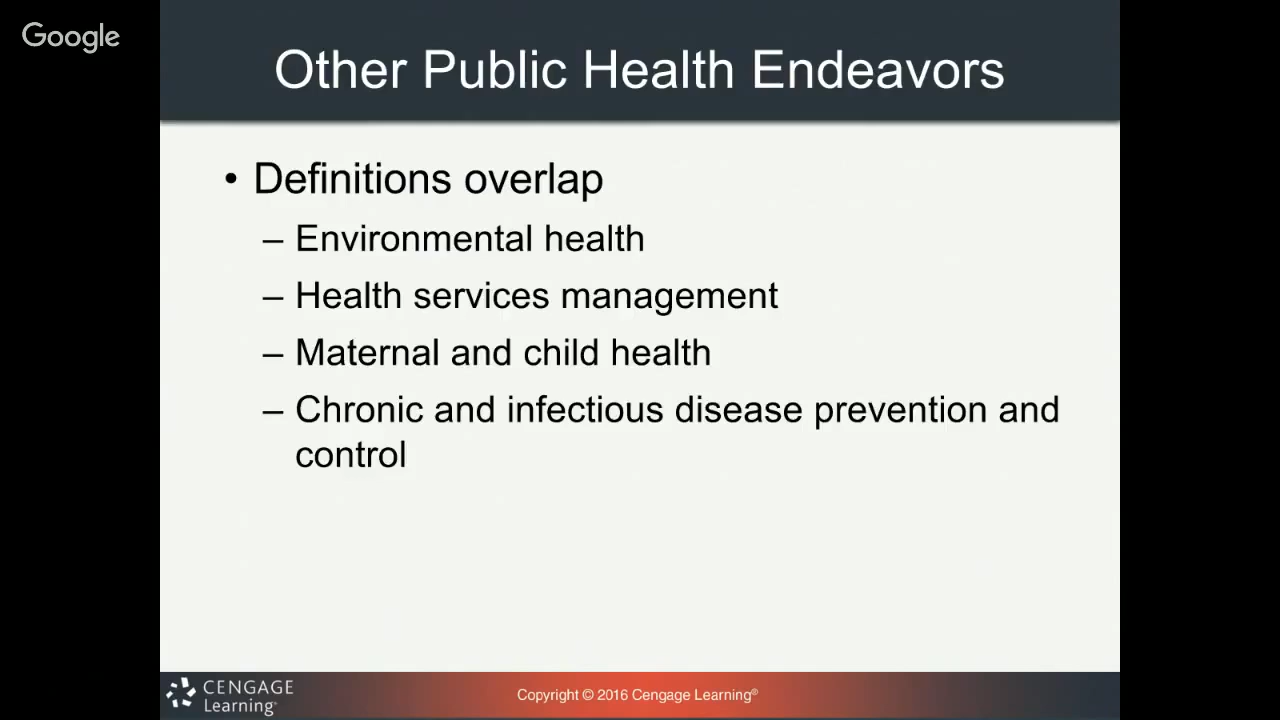 Google
Other Public Health Endeavors
• Definitions overlap
– Environmental health
– Health services management
– Maternal and child health
– Chronic and infectious disease prevention and
control
CENGAGE
Learning™
Copyright © 2016 Cengage Learning®